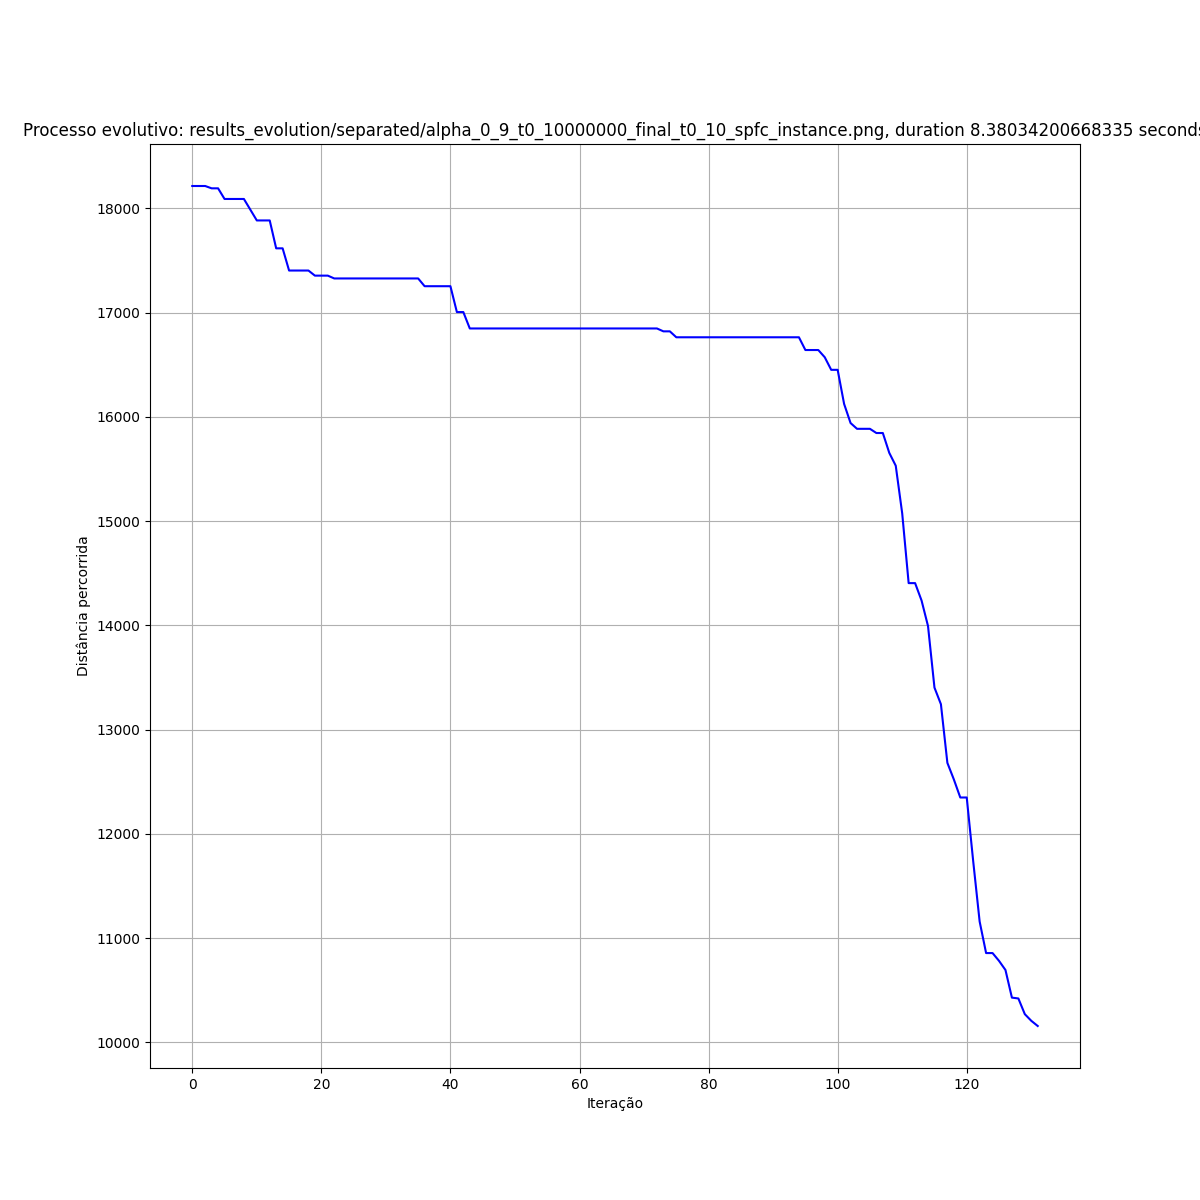 Processo evolutivo: results_evolution/separated/alpha_0_9_t0_10000000_final_t0_10_spfc_instance.png, duration 8.38034200668335 seconds
18000
17000
16000
15000
14000
13000
12000
11000
10000
Distância percorrida
0 20 40 60 80 100 120
Iteração